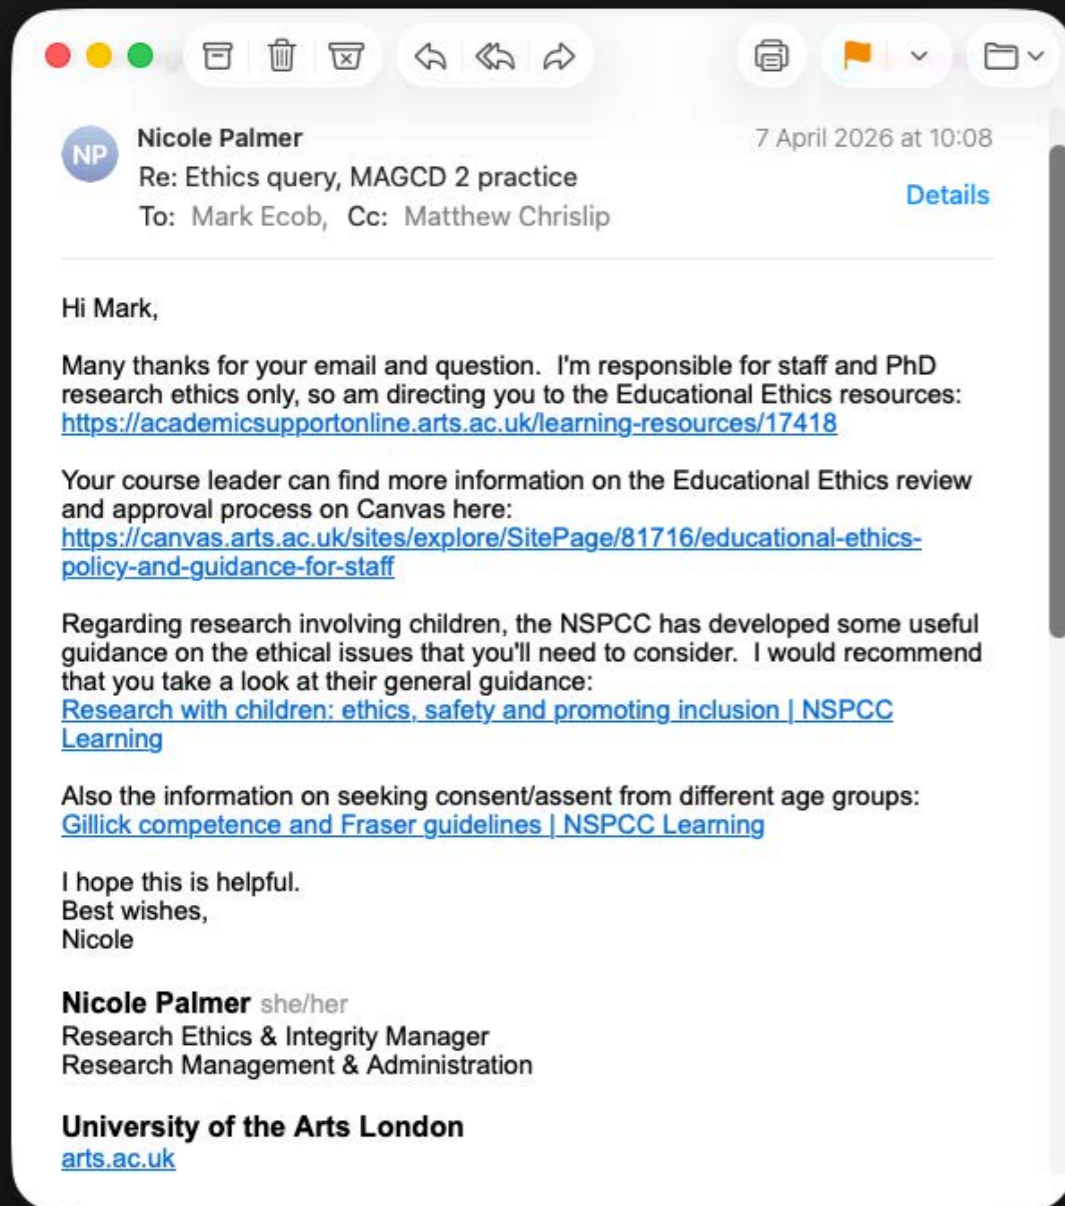 NP
Nicole Palmer
7 April 2026 at 10:08
Re: Ethics query, MAGCD 2 practice
Details
To: Mark Ecob, Cc: Matthew Chrislip
Hi Mark,
Many thanks for your email and question.  I'm responsible for staff and PhD
research ethics only, so am directing you to the Educational Ethics resources:
https://academicsupportonline.arts.ac.uk/learning-resources/17418
Your course leader can find more information on the Educational Ethics review
and approval process on Canvas here:
https://canvas.arts.ac.uk/sites/explore/SitePage/81716/educational-ethics-
policy-and-guidance-for-staff
Regarding research involving children, the NSPCC has developed some useful
guidance on the ethical issues that you'll need to consider.  I would recommend
that you take a look at their general guidance:
Research with children: ethics, safety and promoting inclusion | NSPCC
Learning
Also the information on seeking consent/assent from different age groups:
Gillick competence and Fraser guidelines | NSPCC Learning
I hope this is helpful.
Best wishes,
Nicole
Nicole Palmer she/her
Research Ethics & Integrity Manager
Research Management & Administration
University of the Arts London
arts.ac.uk